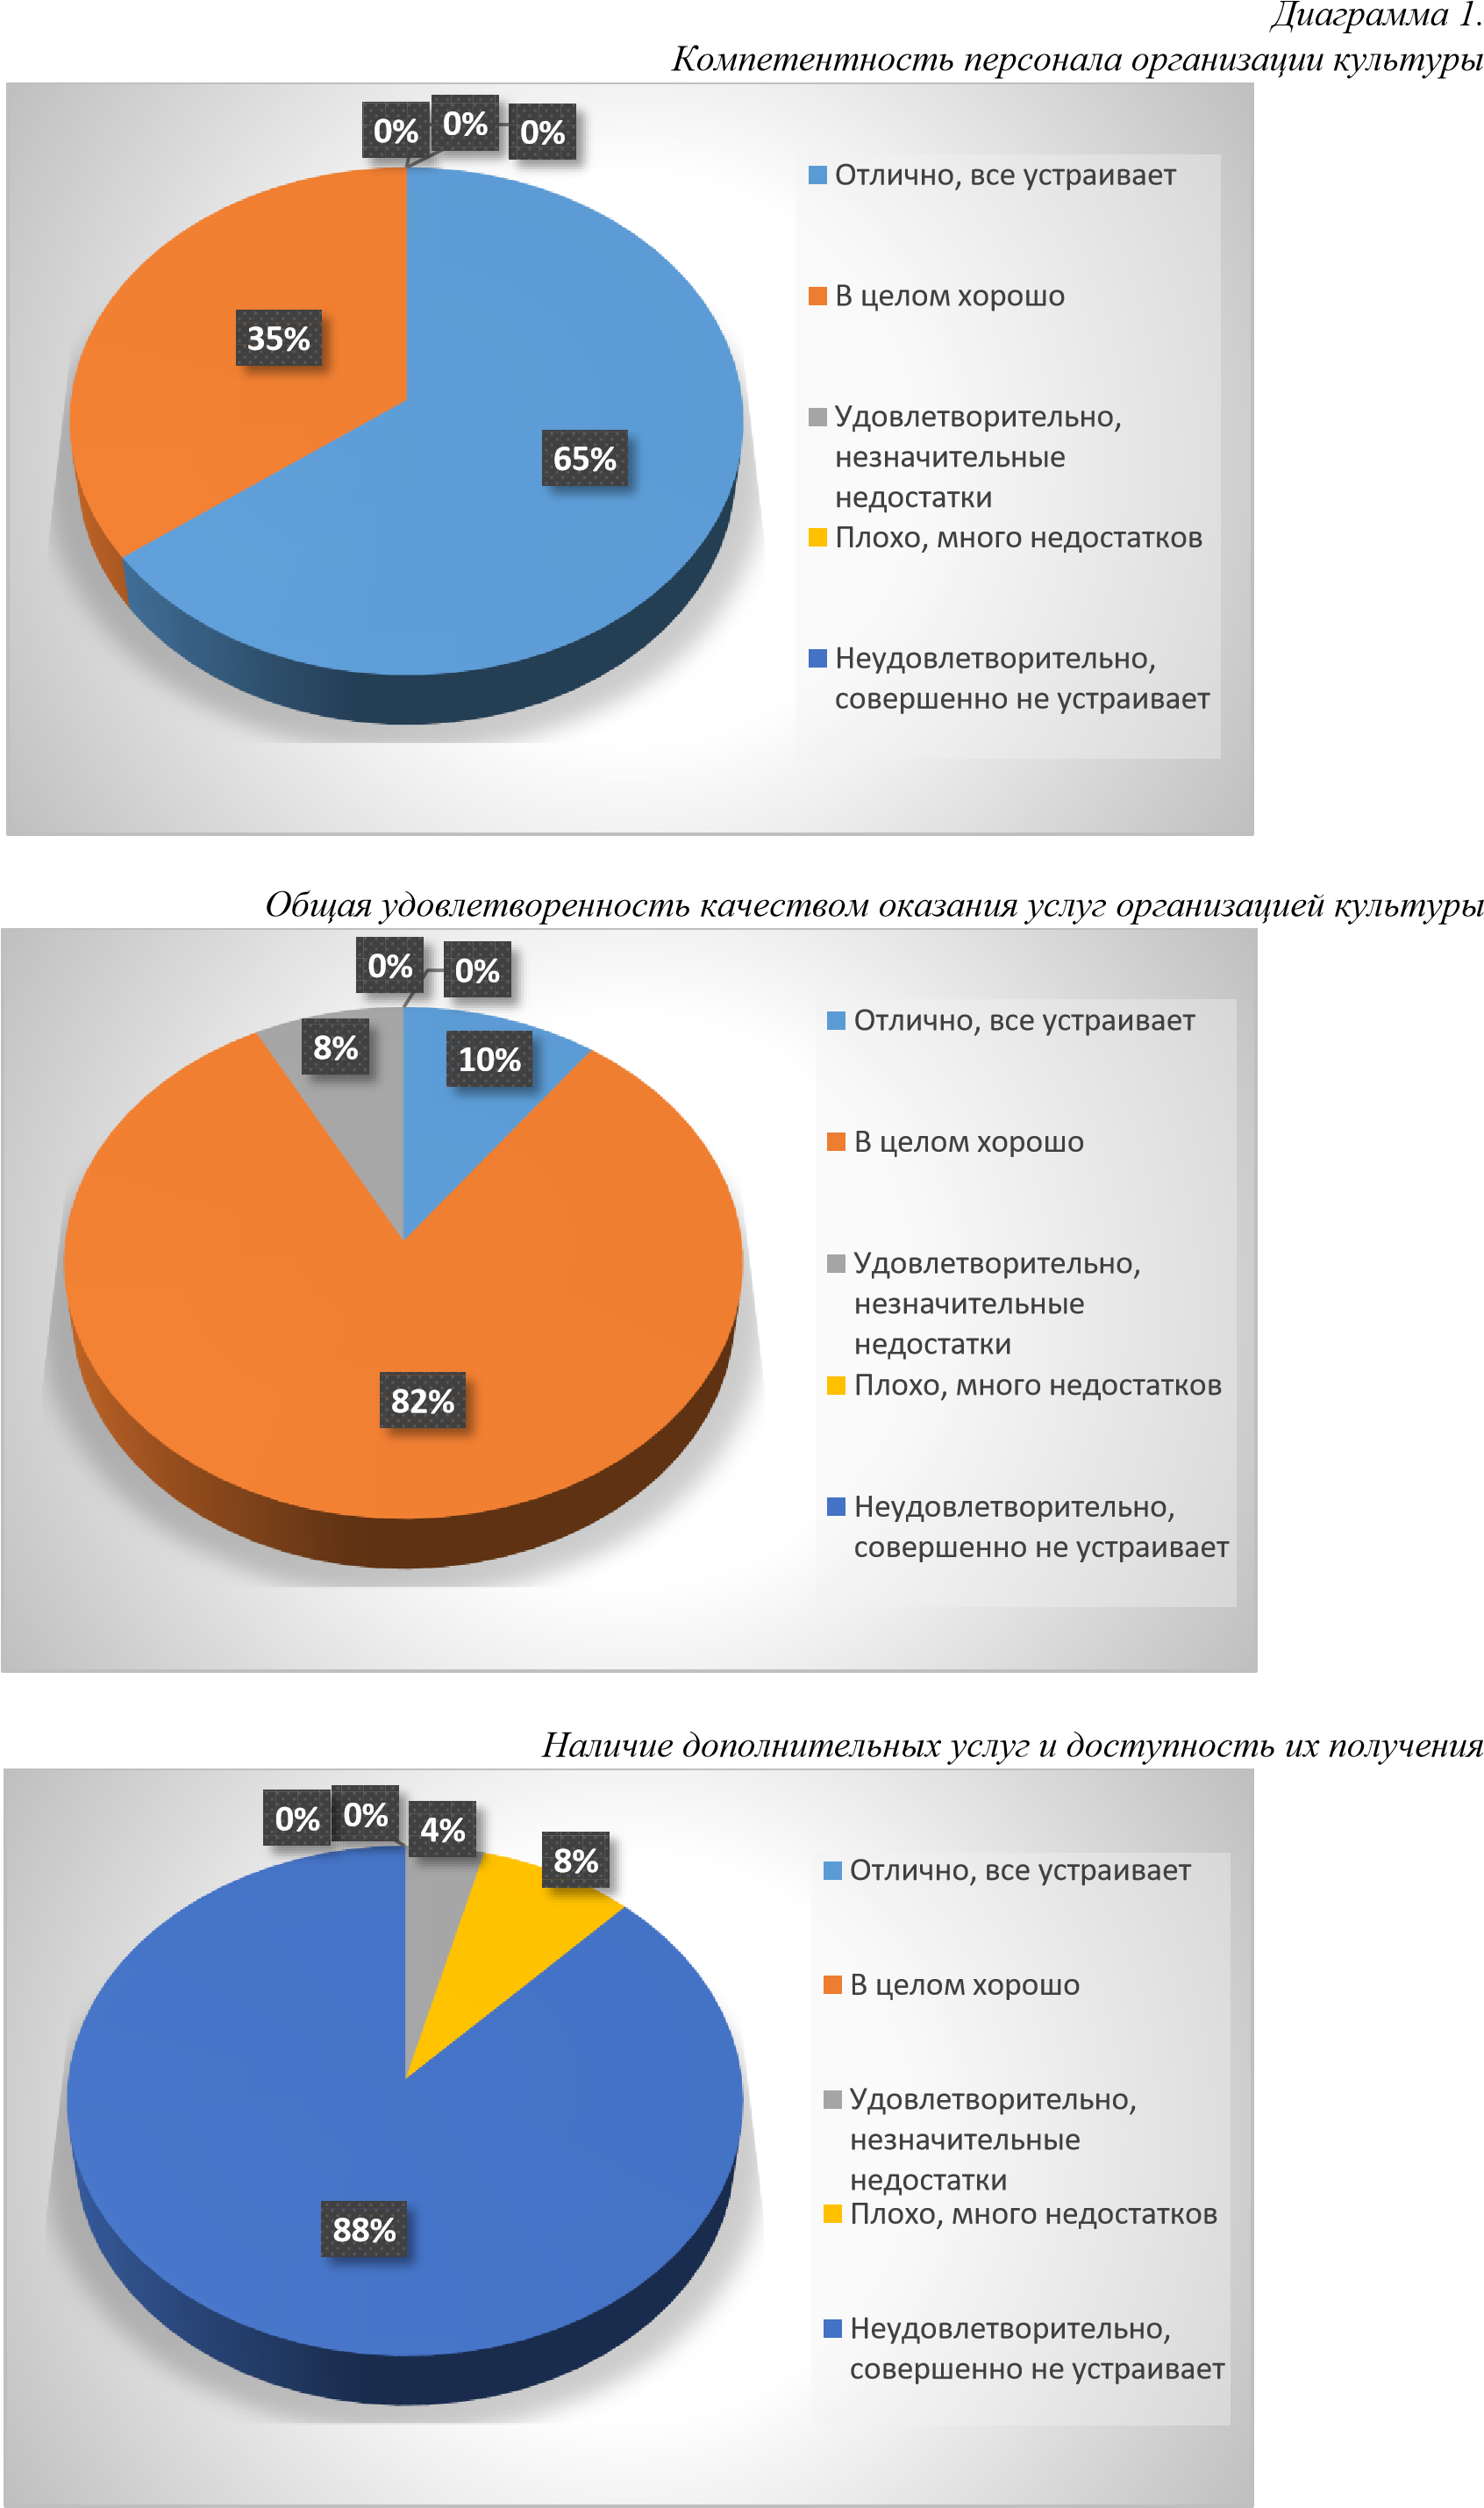 Диаграмма 1.
Компетентность персонала организации культуры
0%
0%
0%
35%
65%
Отлично, все устраивает
В целом хорошо
Удовлетворительно,
незначительные
недостатки
Плохо, много недостатков
Неудовлетворительно,
совершенно не устраивает
Общая удовлетворенность качеством оказания услуг организацией культуры
0%
0%
8%
10%
82%
Отлично, все устраивает
В целом хорошо
Удовлетворительно,
незначительные
недостатки
Плохо, много недостатков
Неудовлетворительно,
совершенно не устраивает
Наличие дополнительных услуг и доступность их получения
0%
0%
4%
8%
88%
Отлично, все устраивает
В целом хорошо
Удовлетворительно,
незначительные
недостатки
Плохо, много недостатков
Неудовлетворительно,
совершенно не устраивает